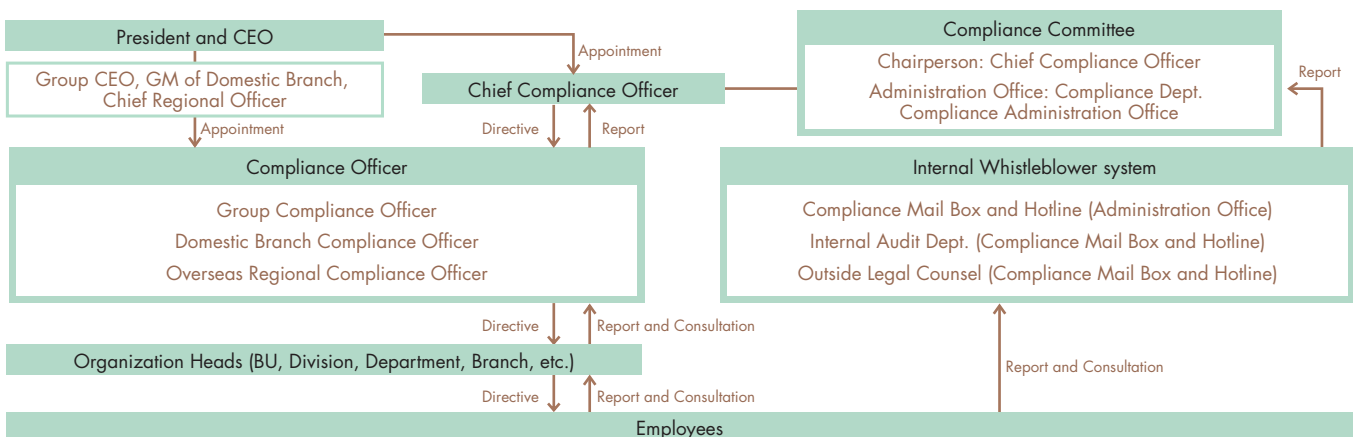 President and CEO
Group CEO, GM of Domestic Branch,
Chief Regional Officer
Appointment
Appointment
Chief Compliance Officer
Directive
Report
Compliance Committee
Chairperson: Chief Compliance Officer
Administration Office: Compliance Dept.
Compliance Administration Office
Report
Compliance Officer
Group Compliance Officer
Domestic Branch Compliance Officer
Overseas Regional Compliance Officer
Internal Whistleblower system
Compliance Mail Box and Hotline (Administration Office)
Internal Audit Dept. (Compliance Mail Box and Hotline)
Outside Legal Counsel (Compliance Mail Box and Hotline)
Directive
Report and Consultation
Organization Heads (BU, Division, Department, Branch, etc.)
Directive
Report and Consultation
Report and Consultation
Employees